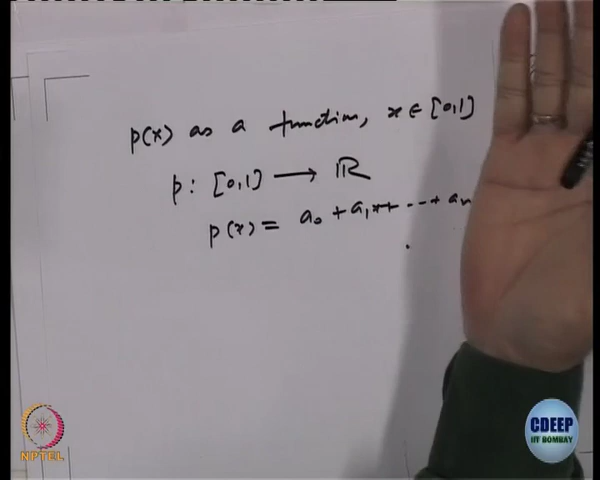 p(x) as a function, x ∈ [0,1]
p : [0,1] ⟶ ℝ
p(x) = a₀ + a₁x + ... + aₙ
NPTEL
CDEEP
IIT BOMBAY